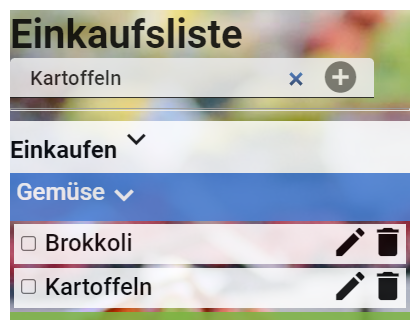 Einkaufsliste
Kartoffeln
Einkaufen
Gemüse
Brokkoli
Kartoffeln